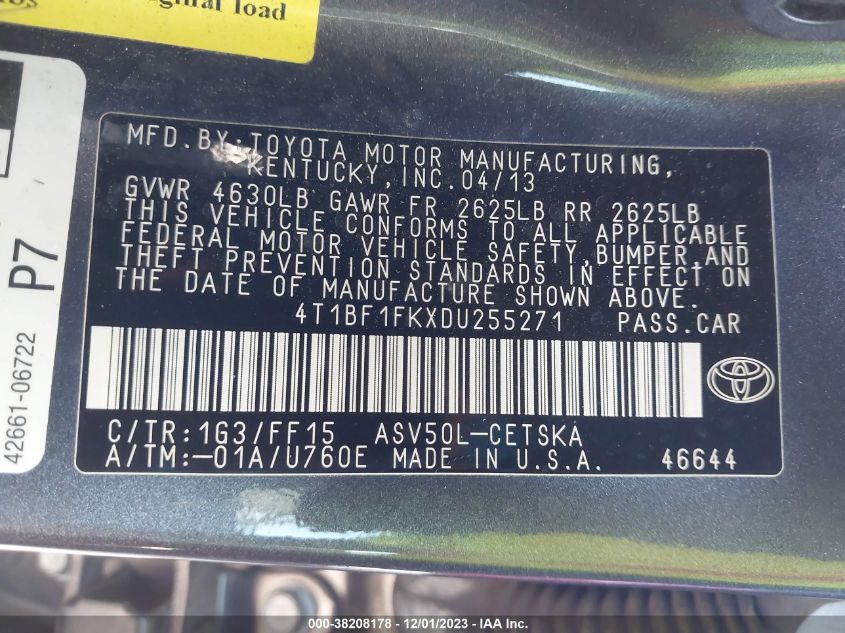 ginal load
MFD.BY:TOYOTA MOTOR MANUFACTURING,
KENTUCKY,INC.04/13
GVWR 4630LB GAWR FR 2625LB RR 2625LB
THIS VEHICLE CONFORMS TO ALL APPLICABLE
FEDERAL MOTOR VEHICLE SAFETY,BUMPER,AND
THEFT PREVENTION STANDARDS IN EFFECT ON
THE DATE OF MANUFACTURE SHOWN ABOVE.
4T1BF1FKXDU255271 PASS.CAR
C/TR:1G3/FF15 ASV50L-CETSKA
A/TM:-01A/U760E MADE IN U.S.A. 46644
42661-06722
P7
000-38208178 - 12/01/2023 - IAA Inc.